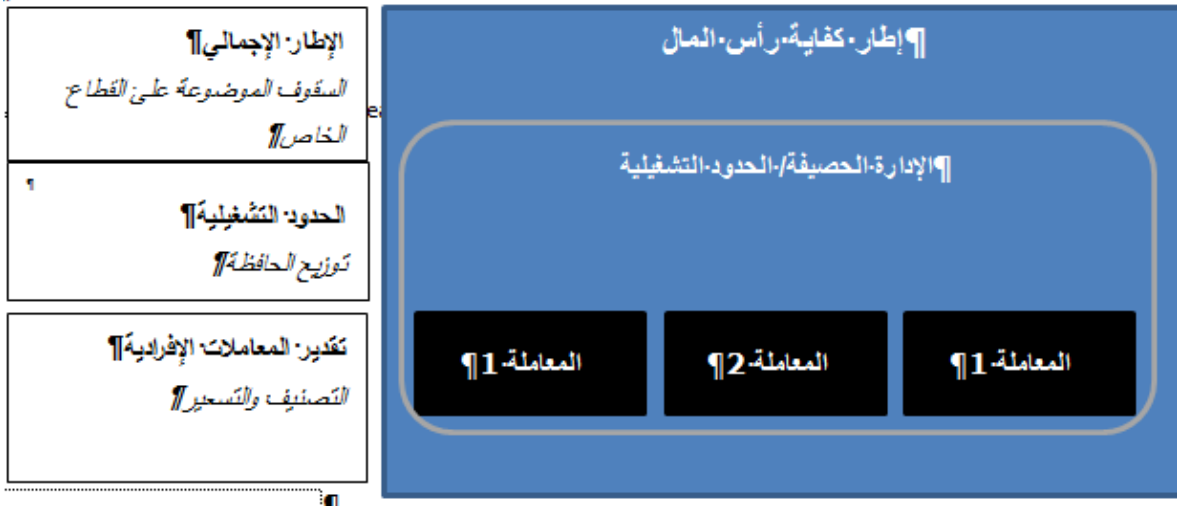 إطار كفاية رأس المال¶
الإدارة الحصيفة/ الحدود التشغيلية¶
المعاملة 1¶
المعاملة 2¶
المعاملة 1¶
الإطار الإجمالي¶
السقوف الموضوعة على القطاع
الخاص¶
¶
الحدود التشغيلية¶
توزيع الحافظة¶
تقدير المعاملات الإفرادية¶
التصنيف والتسعير¶
¶